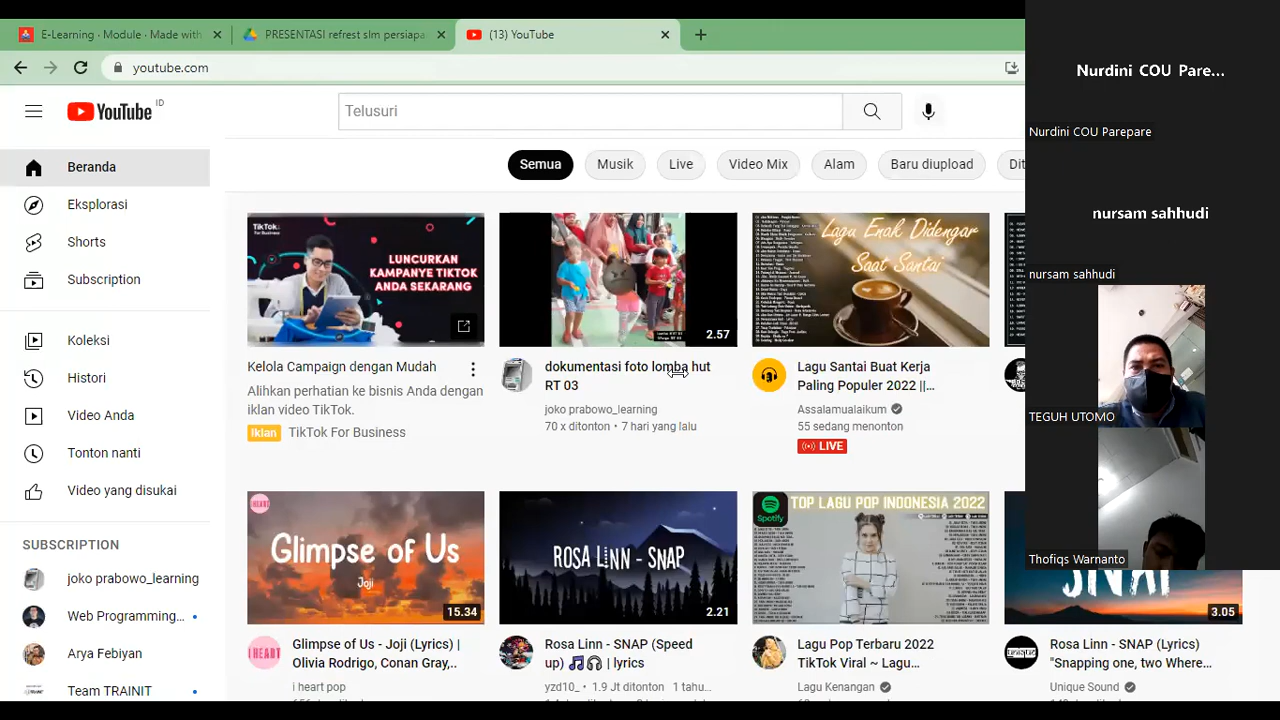 E-Learning · Module · Made with
PRESENTASI refrest slm persiapa
(13) YouTube
youtube.com
YouTube ID
Telusuri
Beranda
Eksplorasi
Shorts
Koleksi
Histori
Video Anda
Tonton nanti
Video yang disukai
SUBSCRIPTION
joko prabowo_learning
Programming...
Arya Febiyan
Team TRAINIT
Semua
Musik
Live
Video Mix
Alam
Baru diupload
Dit
TikTok
For Business
LUNCURKAN
KAMPANYE TIKTOK
ANDA SEKARANG
Kelola Campaign dengan Mudah
Alihkan perhatian ke bisnis Anda dengan
iklan video TikTok.
Iklan TikTok For Business
2.57
dokumentasi foto lomba hut
RT 03
joko prabowo_learning
70 x ditonton • 7 hari yang lalu
Lagu Enak Didengar
Saat Santai
Lagu Santai Buat Kerja
Paling Populer 2022 ||...
Assalamualaikum
55 sedang menonton
LIVE
I HEART
Glimpse of Us
Joji
15.34
Glimpse of Us - Joji (Lyrics) |
Olivia Rodrigo, Conan Gray,...
i heart pop
ROSA LINN - SNAP
2.21
Rosa Linn - SNAP (Speed
up) 🎵🎧 | lyrics
yzd10_ • 1.9 Jt ditonton 1 tahu...
Spotify
TOP LAGU POP INDONESIA 2022
Lagu Pop Terbaru 2022
TikTok Viral ~ Lagu...
Lagu Kenangan
SNAP
3.05
Rosa Linn - SNAP (Lyrics)
"Snapping one, two Where...
Unique Sound
Nurdini COU Pare...
Nurdini COU Parepare
nursam sahhudi
nursam sahhudi
TEGUH UTOMO
Thofiqs Warnanto